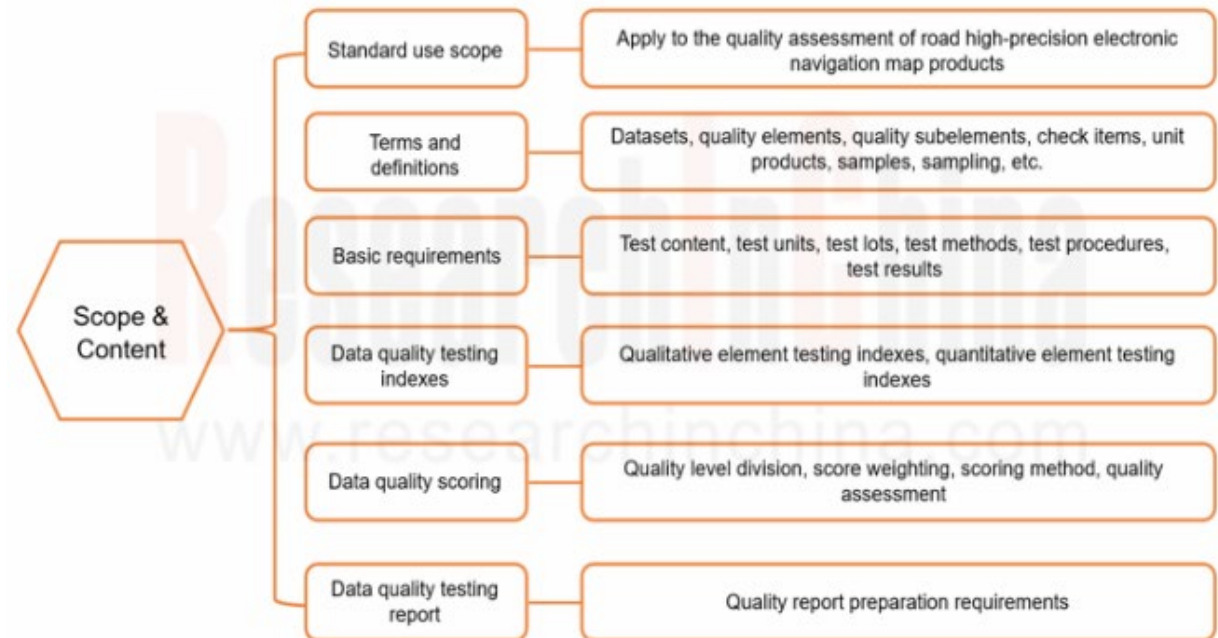 Standard use scope
Apply to the quality assessment of road high-precision electronic
navigation map products
Terms and
definitions
Datasets, quality elements, quality subelements, check items, unit
products, samples, sampling, etc.
Basic requirements
Test content, test units, test lots, test methods, test procedures,
test results
Scope &
Content
Data quality testing
indexes
Qualitative element testing indexes, quantitative element testing
indexes
Data quality scoring
Quality level division, score weighting, scoring method, quality
assessment
Data quality testing
report
Quality report preparation requirements
ResearchInChina
www.researchinchina.com